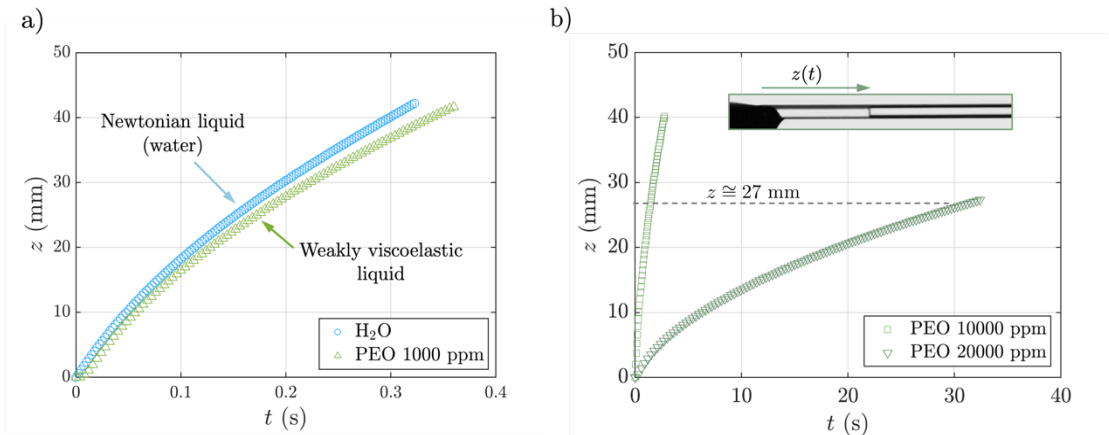 a)
50
40
30
20
10
0
z (mm)
Newtonian liquid
(water)
Weakly viscoelastic
liquid
H₂O
PEO 1000 ppm
0
0.1
0.2
0.3
0.4
t (s)
b)
50
40
30
20
10
0
z (mm)
z(t)
z ≅ 27 mm
PEO 10000 ppm
PEO 20000 ppm
0
10
20
30
40
t (s)